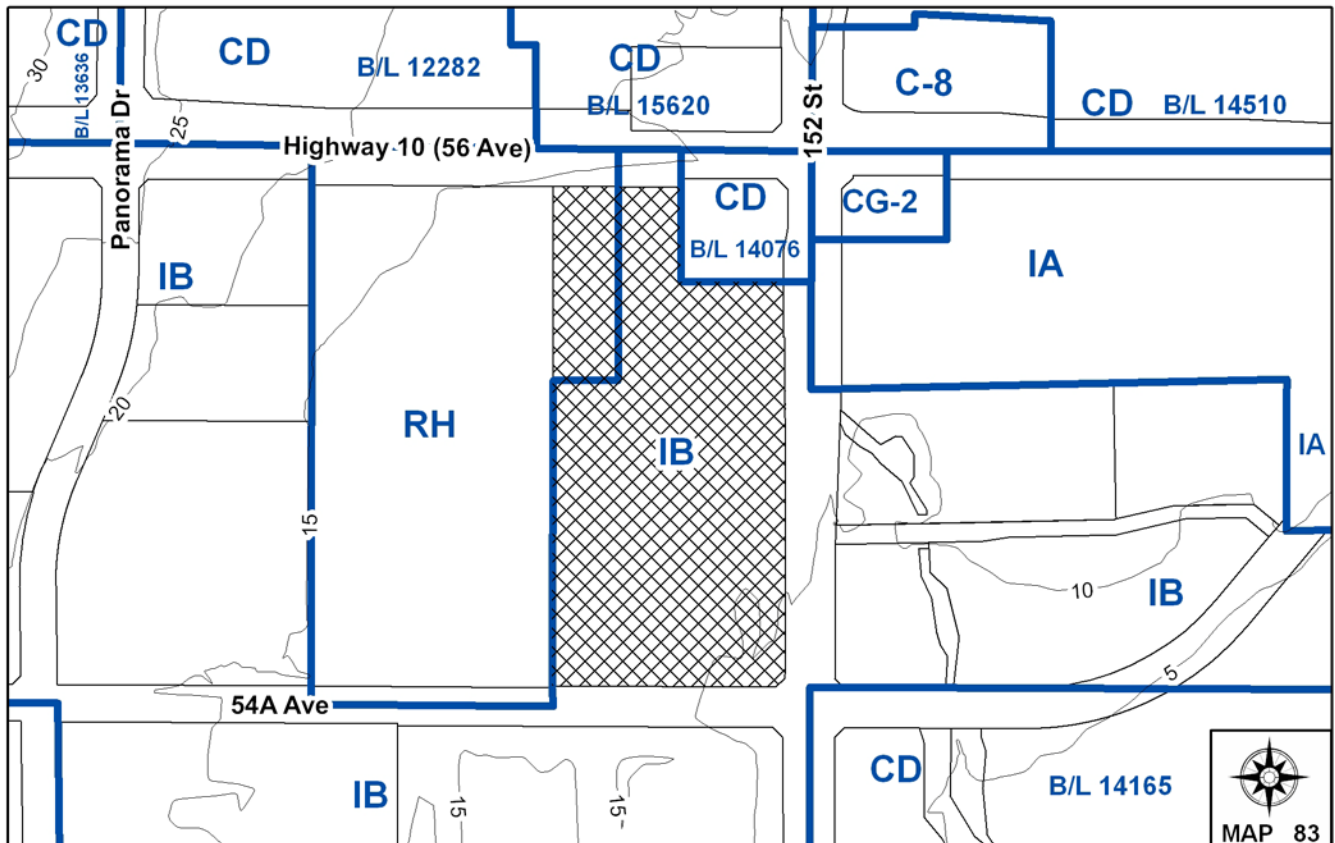 CD
B/L 13636
30
Panorama Dr
CD
B/L 12282
25
CD
B/L 15620
152 St
C-8
CD
B/L 14510
Highway 10 (56 Ave)
CD
B/L 14076
CG-2
IB
IA
20
RH
IB
IA
15
10
IB
5
54A Ave
IB
15
15
CD
B/L 14165
MAP 83